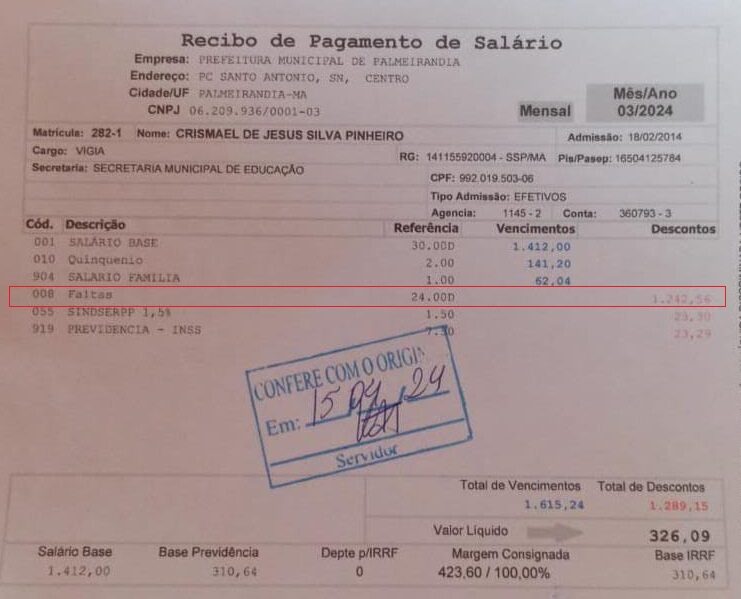 Recibo de Pagamento de Salário
Empresa: PREFEITURA MUNICIPAL DE PALMEIRANDIA
Endereço: PC SANTO ANTONIO, SN, CENTRO
Cidade/UF PALMEIRANDIA-MA
CNPJ 06.209.936/0001-03
Mensal
Mês/Ano
03/2024
Matrícula: 282-1 Nome: CRISMAEL DE JESUS SILVA PINHEIRO Admissão: 18/02/2014
Cargo: VIGIA RG: 141155920004 - SSP/MA Pis/Pasep: 16504125784
Secretaria: SECRETARIA MUNICIPAL DE EDUCAÇÃO CPF: 992.019.503-06
Tipo Admissão: EFETIVOS
Agencia: 1145 - 2 Conta: 360793 - 3
Cód. Descrição Referência Vencimentos Descontos
001 SALÁRIO BASE 30.00D 1.412,00
010 Quinquenio 2.00 141,20
904 SALARIO FAMILIA 1.00 62,04
008 Faltas 24.00D 1.242,56
055 SINDSERPP 1,5% 1.50 23,30
919 PREVIDENCIA - INSS 7.50 23,29
CONFERE COM O ORIGIN
Em: 15 04 24
Servidor
Total de Vencimentos Total de Descontos
1.615,24 1.289,15
Valor Líquido 326,09
Salário Base Base Previdência Depte p/IRRF Margem Consignada Base IRRF
1.412,00 310,64 0 423,60 / 100,00% 310,64